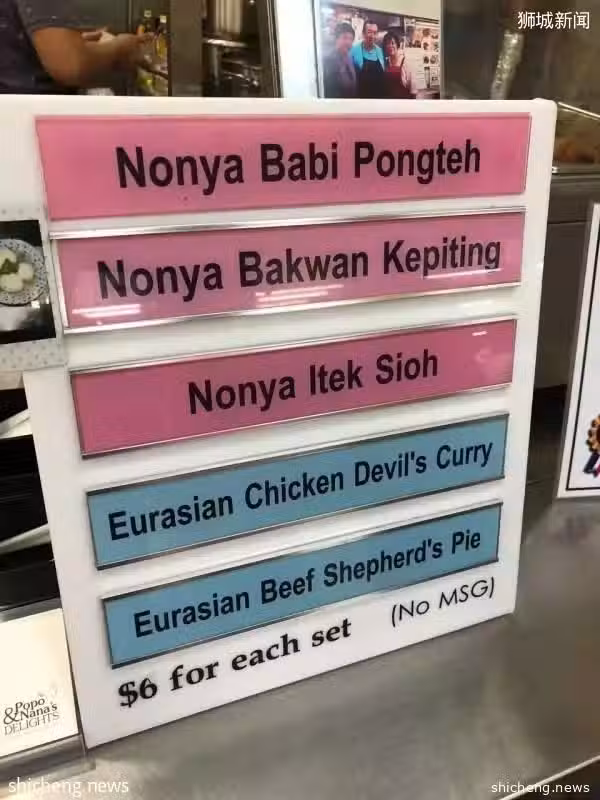 狮城新闻
Nonya Babi Pongteh
Nonya Bakwan Kepiting
Nonya Itek Sioh
Eurasian Chicken Devil's Curry
Eurasian Beef Shepherd's Pie
$6 for each set (No MSG)
Popo
&Nana's
DELIGHTS
shicheng news
shicheng.news